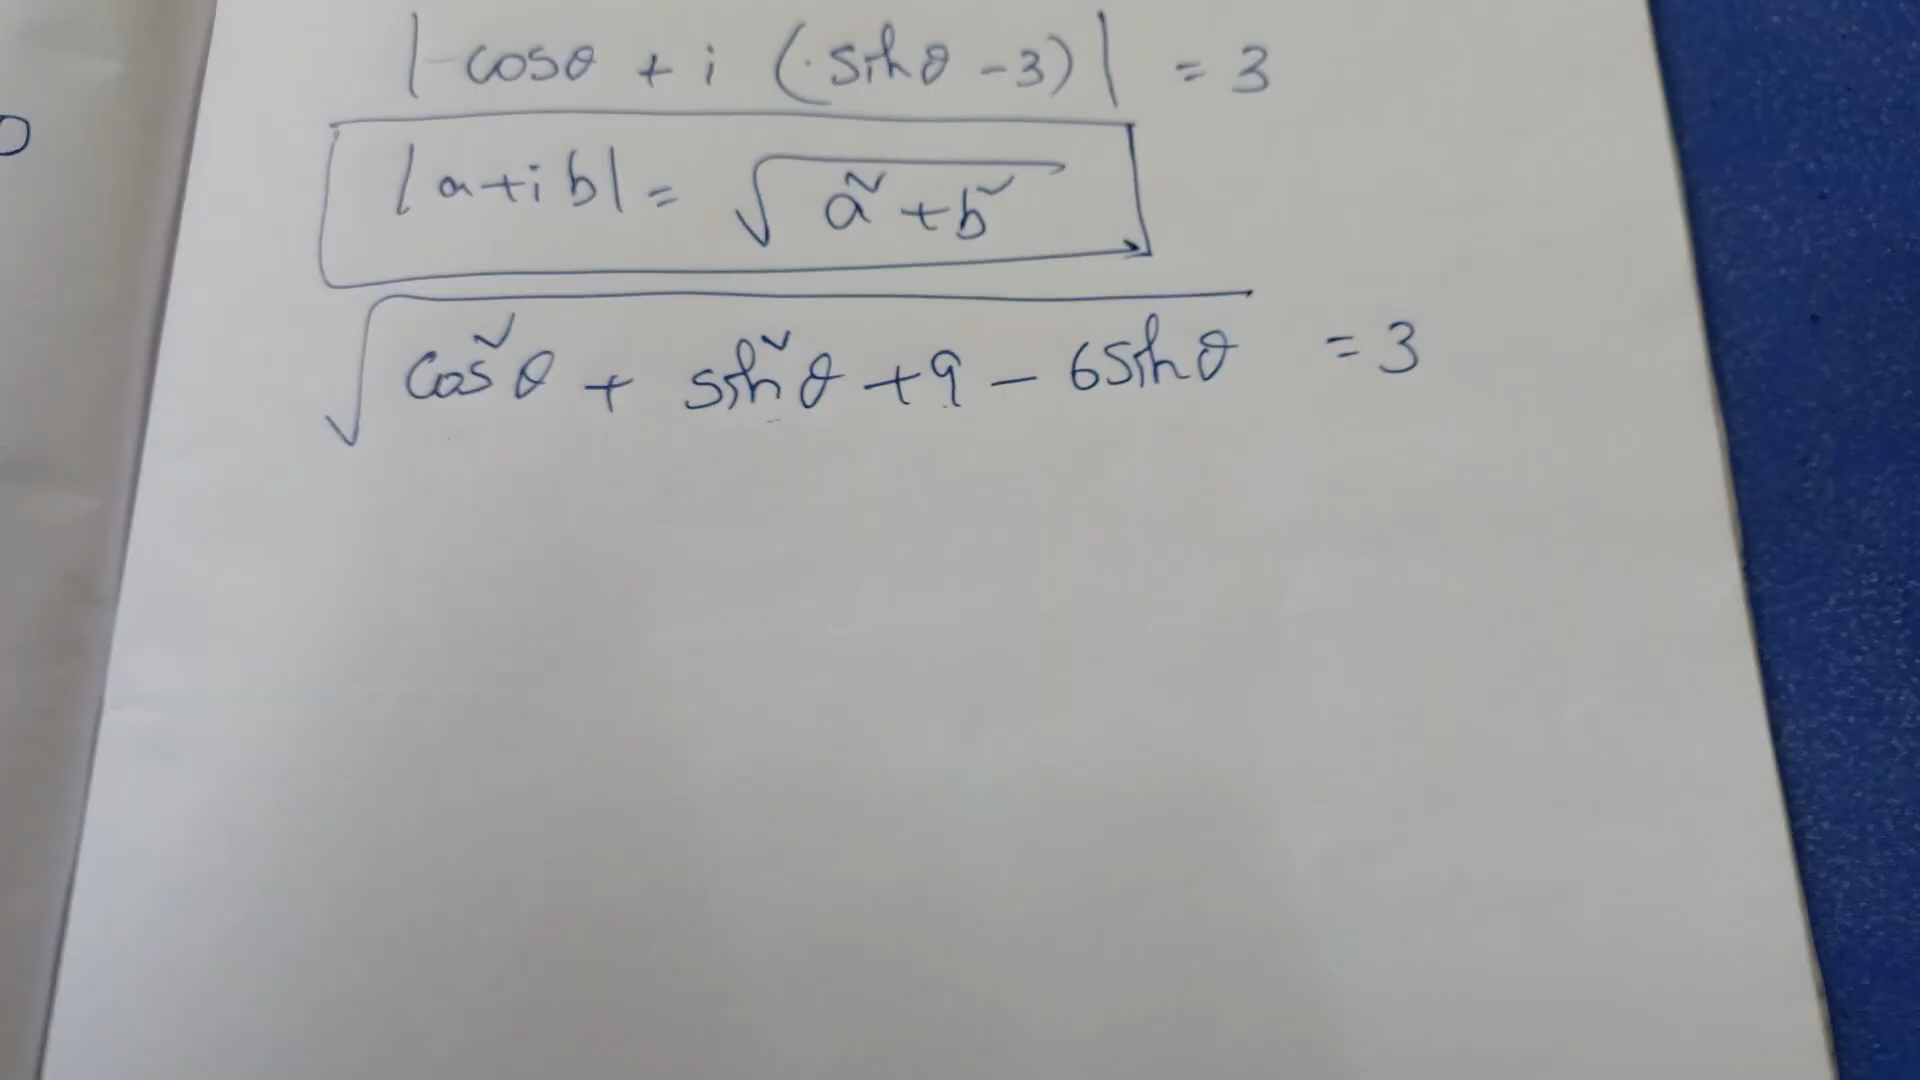 |-cosθ + i (sinθ - 3)| = 3
|a+ib| = √(a² + b²)
√(cos²θ + sin²θ + 9 - 6sinθ) = 3